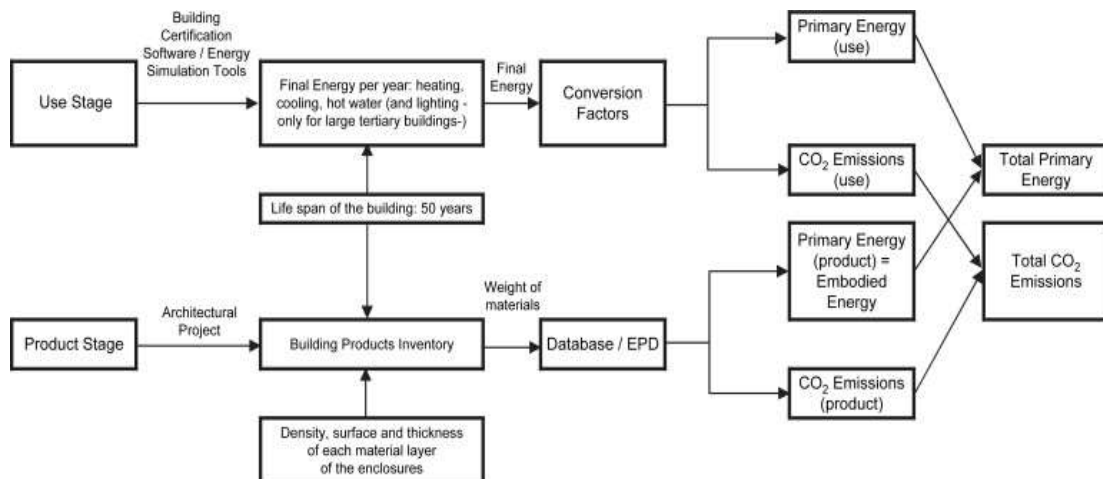 Building
Certification
Software / Energy
Simulation Tools
Use Stage
Final Energy per year: heating,
cooling, hot water (and lighting -
only for large tertiary buildings-)
Final
Energy
Conversion
Factors
Primary Energy
(use)
CO₂ Emissions
(use)
Total Primary
Energy
Life span of the building: 50 years
Primary Energy
(product) =
Embodied
Energy
Total CO₂
Emissions
Product Stage
Architectural
Project
Building Products Inventory
Weight of
materials
Database / EPD
CO₂ Emissions
(product)
Density, surface and thickness
of each material layer
of the enclosures